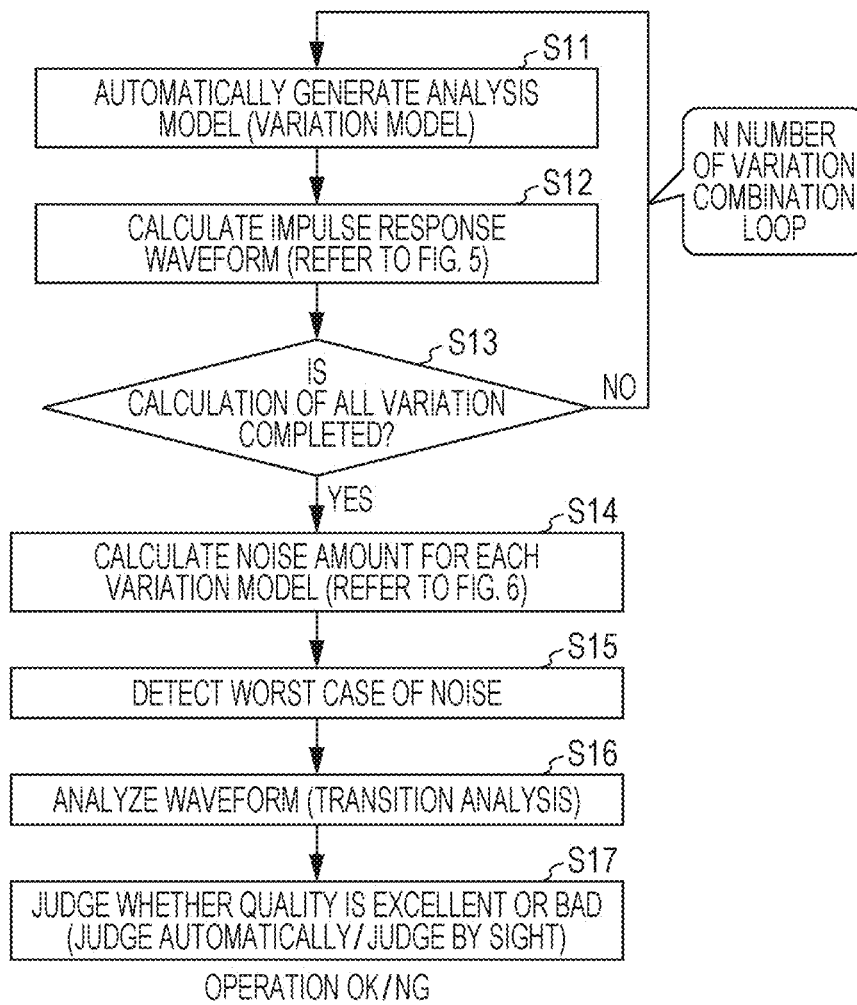 S11
AUTOMATICALLY GENERATE ANALYSIS
MODEL (VARIATION MODEL)
N NUMBER
OF VARIATION
COMBINATION
LOOP
S12
CALCULATE IMPULSE RESPONSE
WAVEFORM (REFER TO FIG. 5)
S13
IS
CALCULATION OF ALL VARIATION
COMPLETED?
NO
YES
S14
CALCULATE NOISE AMOUNT FOR EACH
VARIATION MODEL (REFER TO FIG. 6)
S15
DETECT WORST CASE OF NOISE
S16
ANALYZE WAVEFORM (TRANSITION ANALYSIS)
S17
JUDGE WHETHER QUALITY IS EXCELLENT OR BAD
(JUDGE AUTOMATICALLY/JUDGE BY SIGHT)
OPERATION OK/NG